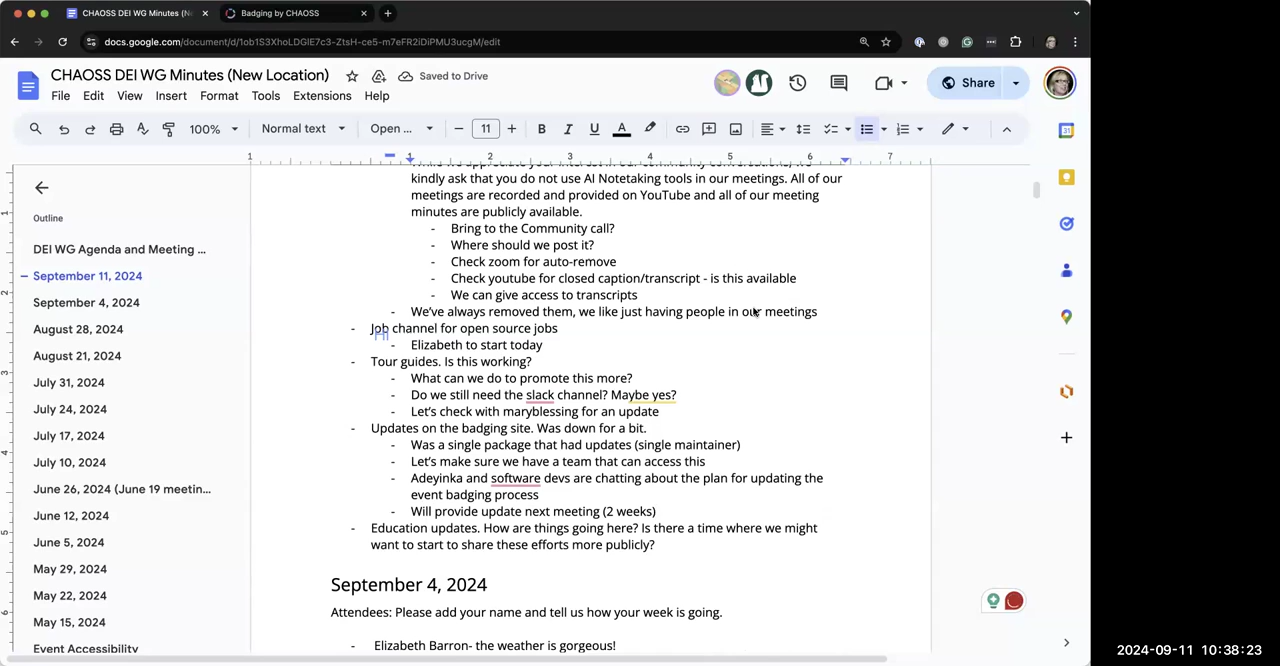 CHAOSS DEI WG Minutes (Ne
Badging by CHAOSS
docs.google.com/document/d/1ob1S3XhoLDGlE7c3-ZtsH-ce5-m7eFR2iDiPMU3ucgM/edit
CHAOSS DEI WG Minutes (New Location)
Saved to Drive
File Edit View Insert Format Tools Extensions Help
Share
100% Normal text Open ... 11
1 1 2 3 4 5 6 7
Outline
DEI WG Agenda and Meeting ...
September 11, 2024
September 4, 2024
August 28, 2024
August 21, 2024
July 31, 2024
July 24, 2024
July 17, 2024
July 10, 2024
June 26, 2024 (June 19 meetin...
June 12, 2024
June 5, 2024
May 29, 2024
May 22, 2024
May 15, 2024
Event Accessibility
kindly ask that you do not use AI Notetaking tools in our meetings. All of our
meetings are recorded and provided on YouTube and all of our meeting
minutes are publicly available.
- Bring to the Community call?
- Where should we post it?
- Check zoom for auto-remove
- Check youtube for closed caption/transcript - is this available
- We can give access to transcripts
- We've always removed them, we like just having people in our meetings
- Job channel for open source jobs
- Elizabeth to start today
- Tour guides. Is this working?
- What can we do to promote this more?
- Do we still need the slack channel? Maybe yes?
- Let's check with maryblessing for an update
- Updates on the badging site. Was down for a bit.
- Was a single package that had updates (single maintainer)
- Let's make sure we have a team that can access this
- Adeyinka and software devs are chatting about the plan for updating the
event badging process
- Will provide update next meeting (2 weeks)
- Education updates. How are things going here? Is there a time where we might
want to start to share these efforts more publicly?
September 4, 2024
Attendees: Please add your name and tell us how your week is going.
- Elizabeth Barron- the weather is gorgeous!
2024-09-11 10:38:23